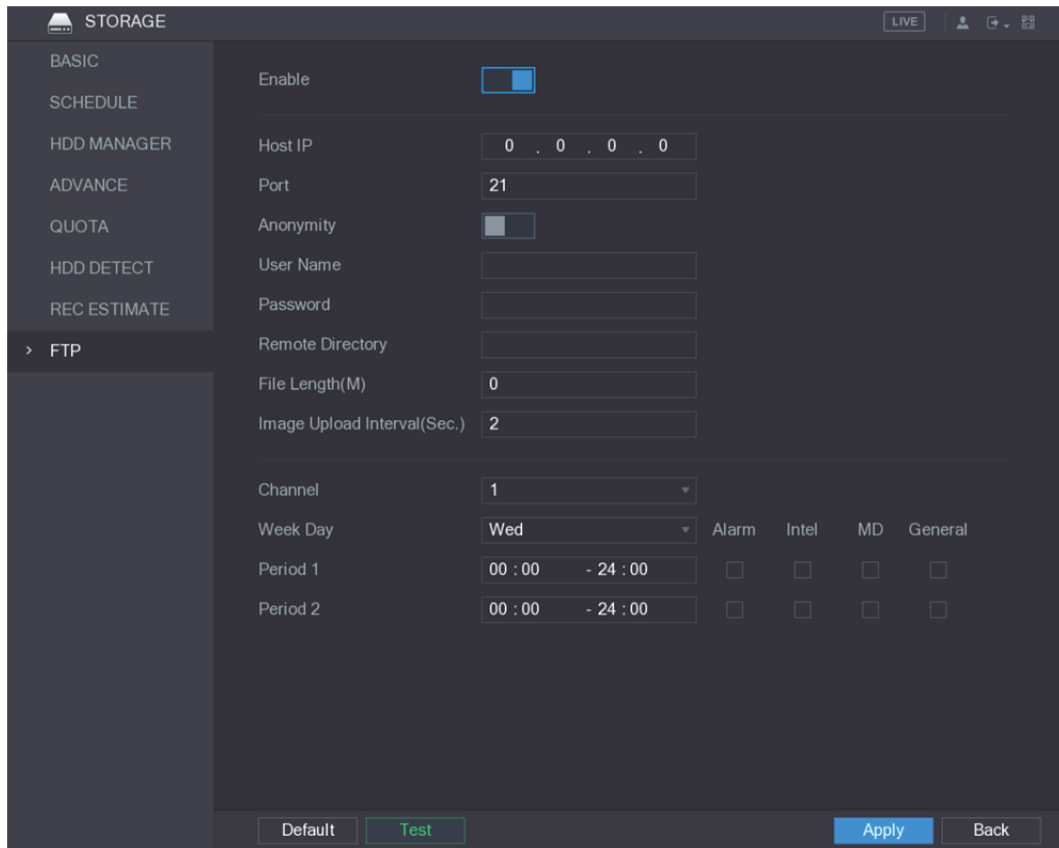 STORAGE LIVE
BASIC
SCHEDULE
HDD MANAGER
ADVANCE
QUOTA
HDD DETECT
REC ESTIMATE
> FTP
Enable
Host IP 0 . 0 . 0 . 0
Port 21
Anonymity
User Name
Password
Remote Directory
File Length(M) 0
Image Upload Interval(Sec.) 2
Channel 1
Week Day Wed Alarm Intel MD General
Period 1 00 : 00 - 24 : 00
Period 2 00 : 00 - 24 : 00
Default Test Apply Back